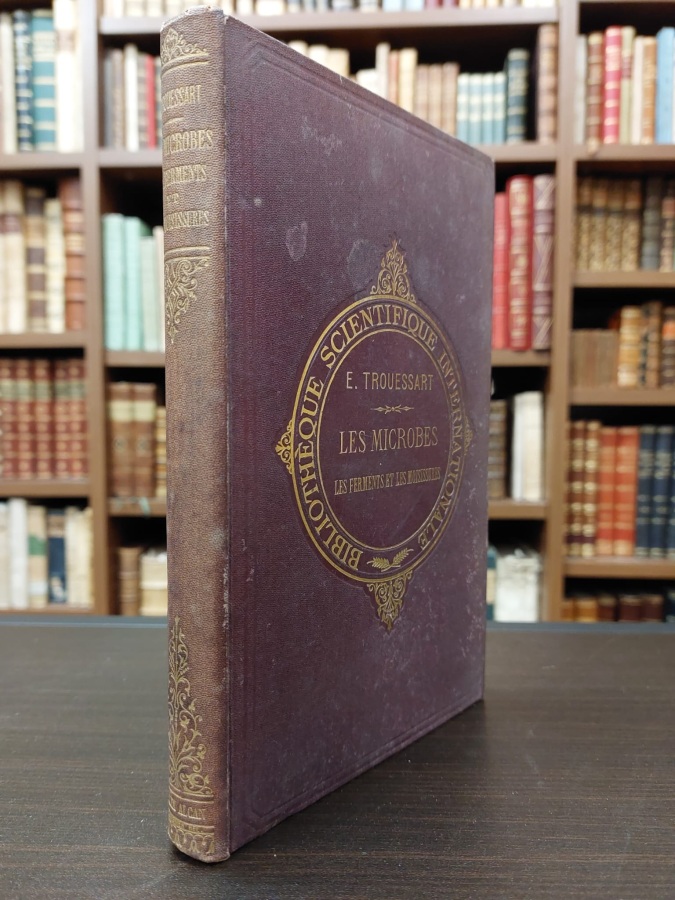 TROUESSART
MICROBES
FERMENTS
ET
MOISISSURES
ALCAN
BIBLIOTHÈQUE SCIENTIFIQUE INTERNATIONALE
E. TROUESSART
LES MICROBES
LES FERMENTS ET LES MOISISSURES